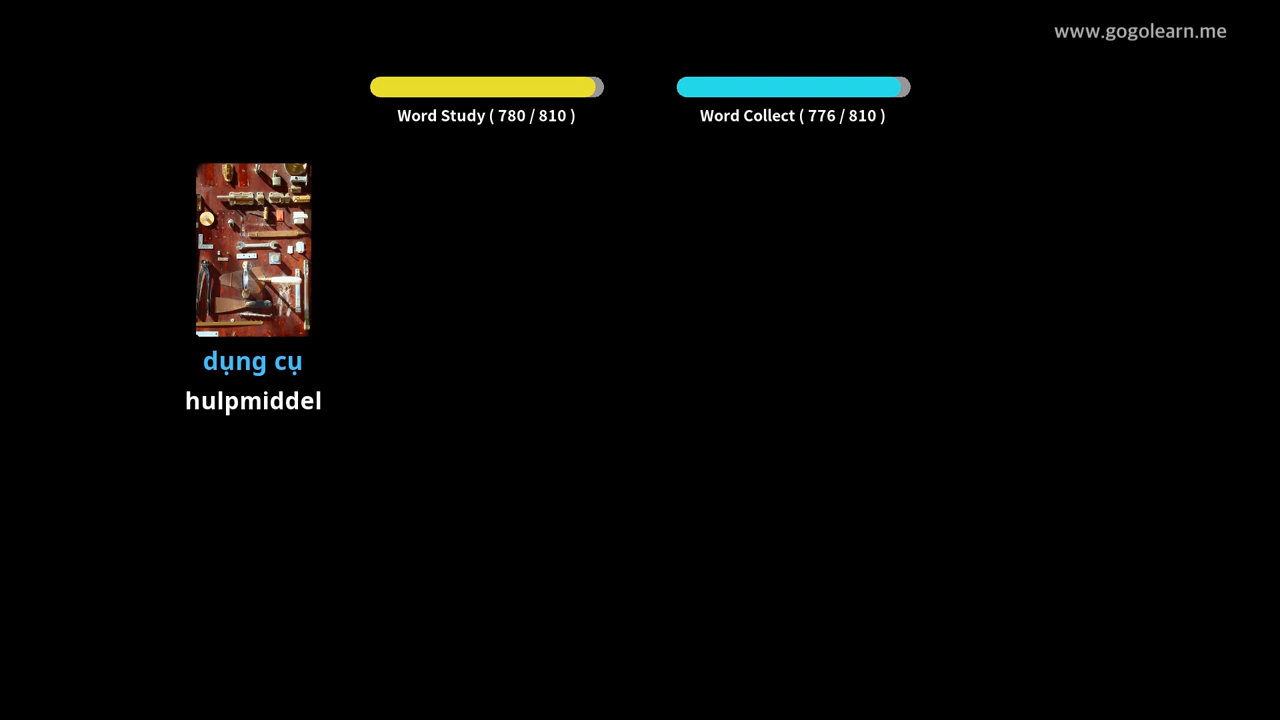 www.gogolearn.me
Word Study ( 780 / 810 )
Word Collect ( 776 / 810 )
dụng cụ
hulpmiddel